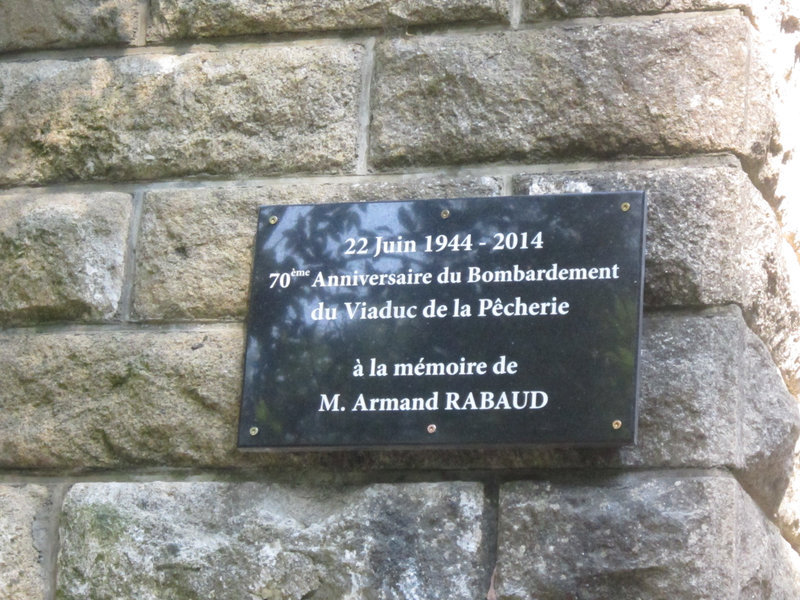 22 Juin 1944 - 2014
70ème Anniversaire du Bombardement
du Viaduc de la Pêcherie
à la mémoire de
M. Armand RABAUD